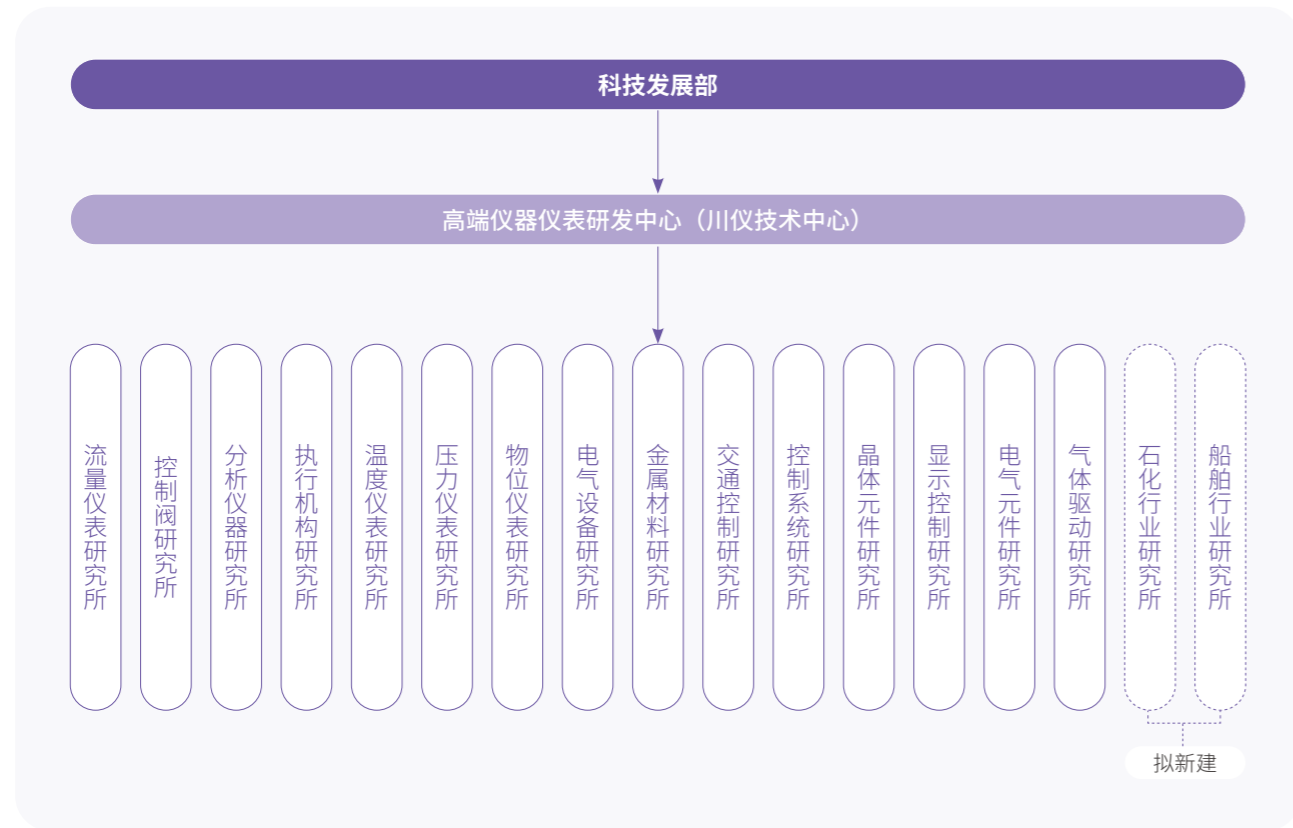 科技发展部
高端仪器仪表研发中心（川仪技术中心）
流量仪表研究所
控制阀研究所
分析仪器研究所
执行机构研究所
温度仪表研究所
压力仪表研究所
物位仪表研究所
电气设备研究所
金属材料研究所
交通控制研究所
控制系统研究所
晶体元件研究所
显示控制研究所
电气元件研究所
气体驱动研究所
石化行业研究所
船舶行业研究所
拟新建